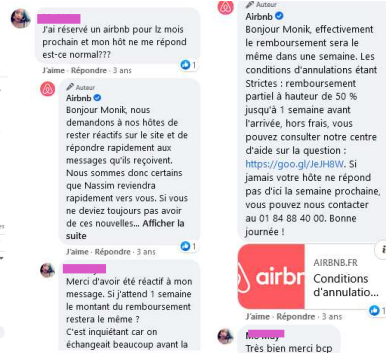 J'ai réservé un airbnb pour lz mois
prochain et mon hôt ne me répond
est-ce normal???
J'aime · Répondre · 3 ans
1
Auteur
Airbnb
Bonjour Monik, nous
demandons à nos hôtes de
rester réactifs sur le site et de
répondre rapidement aux
messages qu'ils reçoivent.
Nous sommes donc certains
que Nassim reviendra
rapidement vers vous. Si vous
ne deviez toujours pas avoir
de ces nouvelles... Afficher la
suite
J'aime · Répondre · 3 ans
1
Merci d'avoir été réactif à mon
message. Si j'attend 1 semaine
le montant du remboursement
restera le même ?
C'est inquiétant car on
échangeait beaucoup avant la
Auteur
Airbnb
Bonjour Monik, effectivement
le remboursement sera le
même dans une semaine. Les
conditions d'annulations étant
Strictes : remboursement
partiel à hauteur de 50 %
jusqu'à 1 semaine avant
l'arrivée, hors frais, vous
pouvez consulter notre centre
d'aide sur la question :
https://goo.gl/JeJH8W. Si
jamais votre hôte ne répond
pas d'ici la semaine prochaine,
vous pouvez nous contacter
au 01 84 88 40 00. Bonne
journée !
airbr
AIRBNB.FR
Conditions
d'annulatio...
J'aime · Répondre · 3 ans
1
Très bien merci bcp